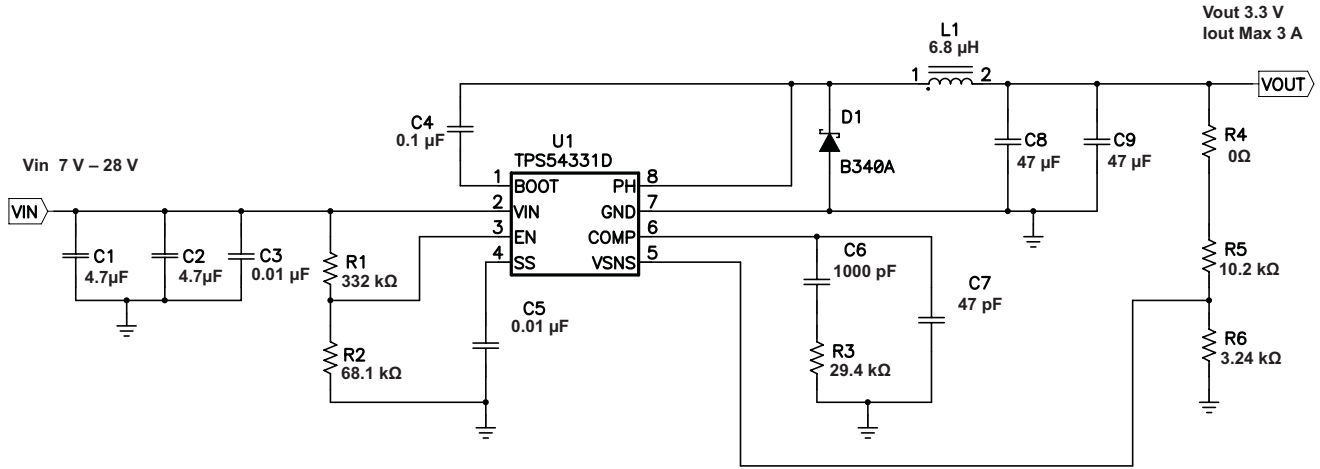 Vout 3.3 V
Iout Max 3 A
L1
6.8 µH
1
2
VOUT
C4
0.1 µF
D1
B340A
C8
47 µF
C9
47 µF
R4
0Ω
Vin 7 V – 28 V
U1
TPS54331D
1
BOOT
PH
8
VIN
2
VIN
GND
7
3
EN
COMP
6
4
SS
VSNS
5
C1
4.7µF
C2
4.7µF
C3
0.01 µF
R1
332 kΩ
C6
1000 pF
C7
47 pF
R5
10.2 kΩ
C5
0.01 µF
R2
68.1 kΩ
R3
29.4 kΩ
R6
3.24 kΩ